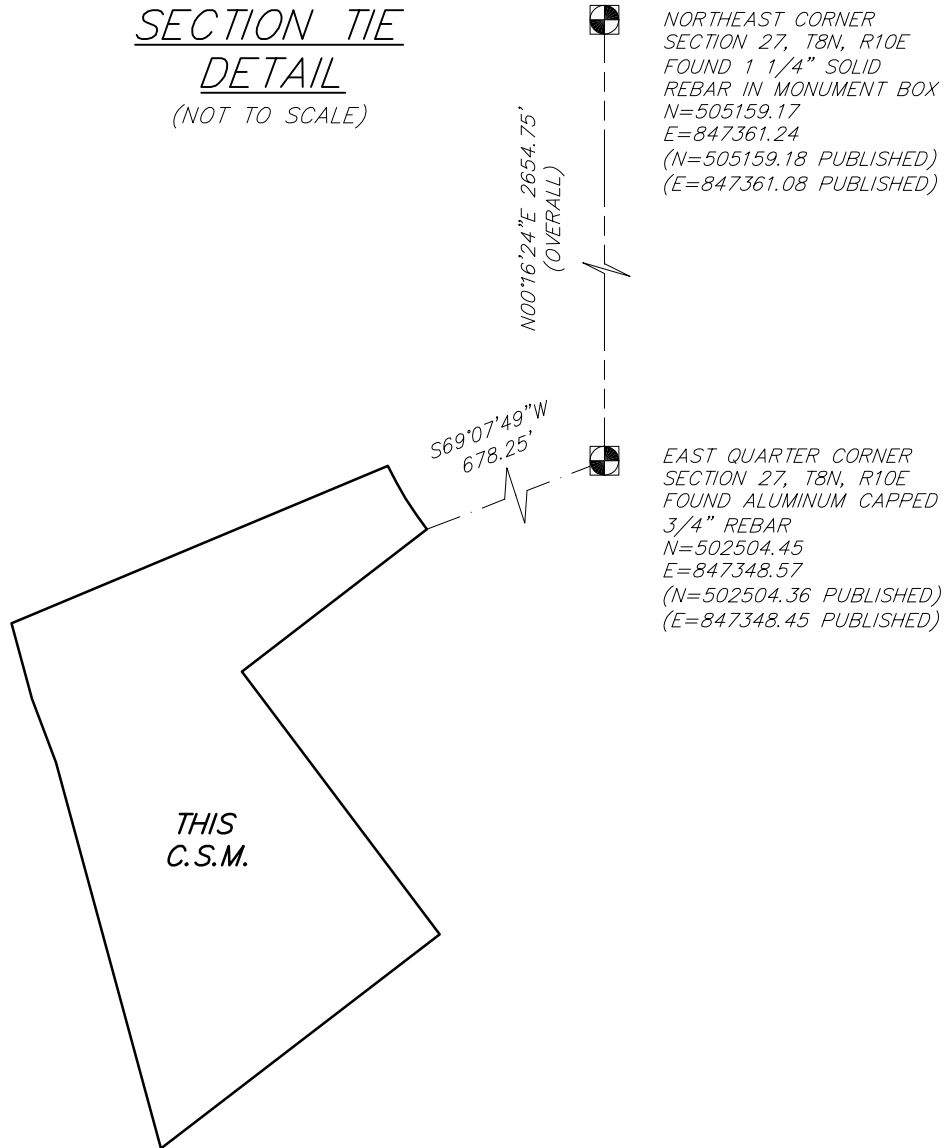 SECTION TIE
DETAIL
(NOT TO SCALE)
NORTHEAST CORNER
SECTION 27, T8N, R10E
FOUND 1 1/4" SOLID
REBAR IN MONUMENT BOX
N=505159.17
E=847361.24
(N=505159.18 PUBLISHED)
(E=847361.08 PUBLISHED)
N00°16'24"E 2654.75'
(OVERALL)
S69°07'49"W
678.25'
EAST QUARTER CORNER
SECTION 27, T8N, R10E
FOUND ALUMINUM CAPPED
3/4" REBAR
N=502504.45
E=847348.57
(N=502504.36 PUBLISHED)
(E=847348.45 PUBLISHED)
THIS
C.S.M.